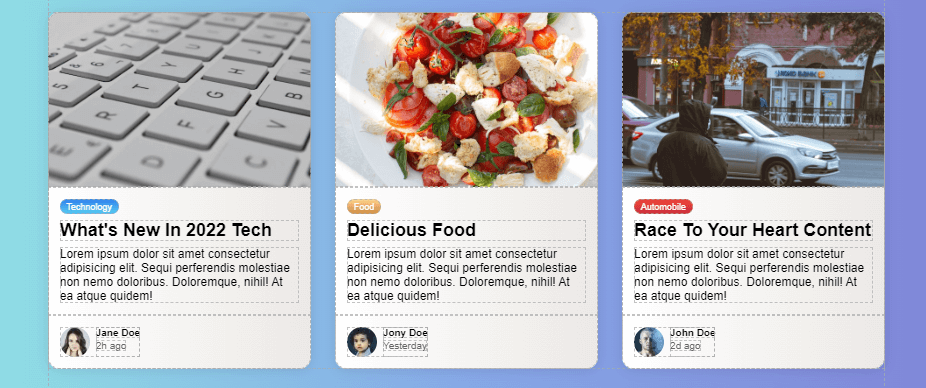 Technology
What's New In 2022 Tech
Lorem ipsum dolor sit amet consectetur
adipisicing elit. Sequi perferendis molestiae
non nemo doloribus. Doloremque, nihil! At
ea atque quidem!
Jane Doe
2h ago
Food
Delicious Food
Lorem ipsum dolor sit amet consectetur
adipisicing elit. Sequi perferendis molestiae
non nemo doloribus. Doloremque, nihil! At
ea atque quidem!
Jony Doe
Yesterday
Automobile
Race To Your Heart Content
Lorem ipsum dolor sit amet consectetur
adipisicing elit. Sequi perferendis molestiae
non nemo doloribus. Doloremque, nihil! At
ea atque quidem!
John Doe
2d ago